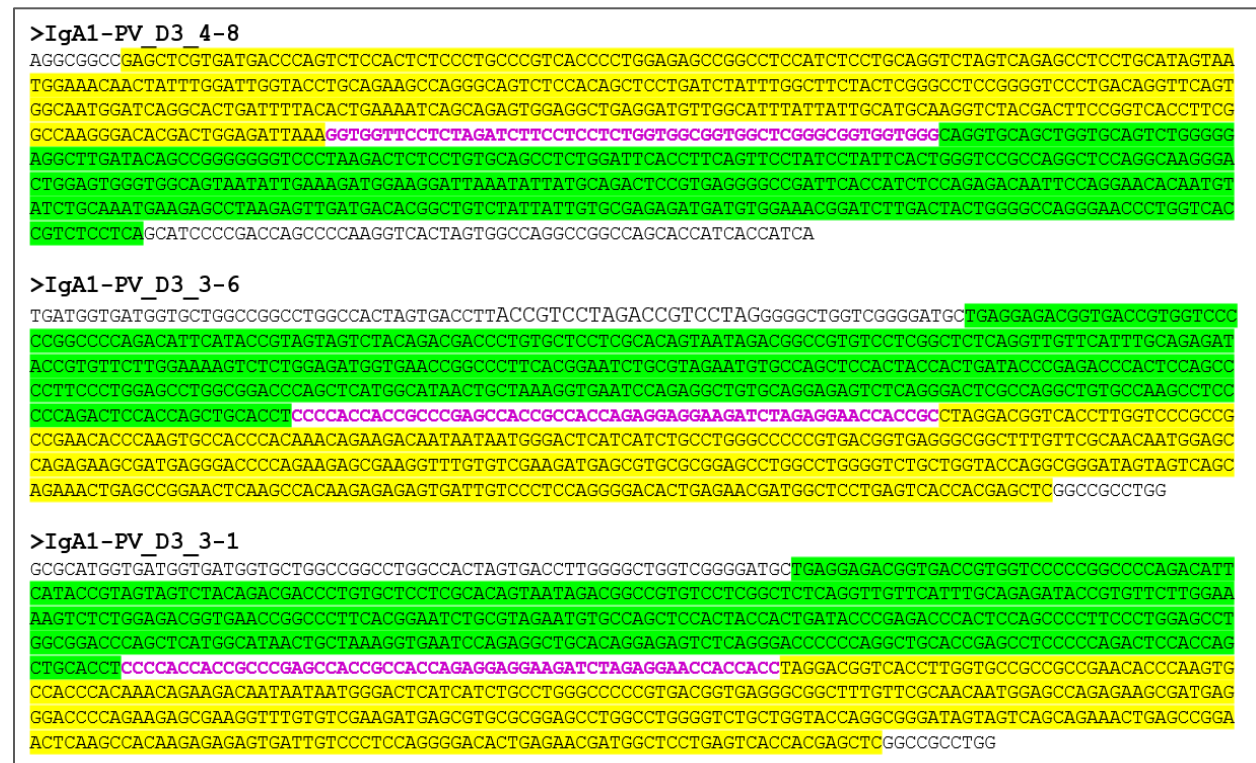 >IgA1-PV_D3_4-8
AGGCGGCCGAGCTCGTGATGACCCAGTCTCCACTCTCCCTGCCCGTCACCCCTGGAGAGCCGGCCTCCATCTCCTGCAGGTCTAGTCAGAGCCTCCTGCATAGTAA
TGGAAACAACTATTTGGATTGGTACCTGCAGAAGCCAGGGCAGTCTCCACAGCTCCTGATCTATTTGGCTTCTACTCGGGCCTCCGGGGTCCCTGACAGGTTCAGT
GGCAATGGATCAGGCACTGATTTTACACTGAAAATCAGCAGAGTGGAGGCTGAGGATGTTGGCATTTATTATTGCATGCAAGGTCTACGACTTCCGGTCACCTTCG
GCCAAGGGACACGACTGGAGATTAAAGGTGGTTCCTCTAGATCTTCCTCCTCTGGTGGCGGTGGCTCGGGCGGTGGTGGGCAGGTGCAGCTGGTGCAGTCTGGGGG
AGGCTTGATACAGCCGGGGGGGTCCCTAAGACTCTCCTGTGCAGCCTCTGGATTCACCTTCAGTTCCTATCCTATTCACTGGGTCCGCCAGGCTCCAGGCAAGGGA
CTGGAGTGGGTGGCAGTAATATTGAAAGATGGAAGGATTAAATATTATGCAGACTCCGTGAGGGGCCGATTCACCATCTCCAGAGACAATTCCAGGAACACAATGT
ATCTGCAAATGAAGAGCCTAAGAGTTGATGACACGGCTGTCTATTATTGTGCGAGAGATGATGTGGAAACGGATCTTGACTACTGGGGCCAGGGAACCCTGGTCAC
CGTCTCCTCAGCATCCCCGACCAGCCCCAAGGTCACTAGTGGCCAGGCCGGCCAGCACCATCACCATCA
>IgA1-PV_D3_3-6
TGATGGTGATGGTGCTGGCCGGCCTGGCCACTAGTGACCTTACCGTCCTAGACCGTCCTAGGGGGCTGGTCGGGGATGCTGAGGAGACGGTGACCGTGGTCCC
CCGGCCCCAGACATTCATACCGTAGTAGTCTACAGACGACCCTGTGCTCCTCGCACAGTAATAGACGGCCGTGTCCTCGGCTCTCAGGTTGTTCATTTGCAGAGAT
ACCGTGTTCTTGGAAAAGTCTCTGGAGATGGTGAACCGGCCCTTCACGGAATCTGCGTAGAATGTGCCAGCTCCACTACCACTGATACCCGAGACCCACTCCAGCC
CCTTCCCTGGAGCCTGGCGGACCCAGCTCATGGCATAACTGCTAAAGGTGAATCCAGAGGCTGTGCAGGAGAGTCTCAGGGACTCGCCAGGCTGTGCCAAGCCTCC
CCCAGACTCCACCAGCTGCACCTCCCCACCACCGCCCGAGCCACCGCCACCAGAGGAGGAAGATCTAGAGGAACCACCGCCTAGGACGGTCACCTTGGTCCCGCCG
CCGAACACCCAAGTGCCACCCACAAACAGAAGACAATAATAATGGGACTCATCATCTGCCTGGGCCCCCGTGACGGTGAGGGCGGCTTTGTTCGCAACAATGGAGC
CAGAGAAGCGATGAGGGACCCCAGAAGAGCGAAGGTTTGTGTCGAAGATGAGCGTGCGCGGAGCCTGGCCTGGGGTCTGCTGGTACCAGGCGGGATAGTAGTCAGC
AGAAACTGAGCCGGAACTCAAGCCACAAGAGAGAGTGATTGTCCCTCCAGGGGACACTGAGAACGATGGCTCCTGAGTCACCACGAGCTCGGCCGCCTGG
>IgA1-PV_D3_3-1
GCGCATGGTGATGGTGATGGTGCTGGCCGGCCTGGCCACTAGTGACCTTGGGGCTGGTCGGGGATGCTGAGGAGACGGTGACCGTGGTCCCCCGGCCCCAGACATT
CATACCGTAGTAGTCTACAGACGACCCTGTGCTCCTCGCACAGTAATAGACGGCCGTGTCCTCGGCTCTCAGGTTGTTCATTTGCAGAGATACCGTGTTCTTGGAA
AAGTCTCTGGAGACGGTGAACCGGCCCTTCACGGAATCTGCGTAGAATGTGCCAGCTCCACTACCACTGATACCCGAGACCCACTCCAGCCCCTTCCCTGGAGCCT
GGCGGACCCAGCTCATGGCATAACTGCTAAAGGTGAATCCAGAGGCTGCACAGGAGAGTCTCAGGGACCCCCCAGGCTGCACCGAGCCTCCCCCAGACTCCACCAG
CTGCACCTCCCCACCACCGCCCGAGCCACCGCCACCAGAGGAGGAAGATCTAGAGGAACCACCACCTAGGACGGTCACCTTGGTGCCGCCGCCGAACACCCAAGTG
CCACCCACAAACAGAAGACAATAATAATGGGACTCATCATCTGCCTGGGCCCCCGTGACGGTGAGGGCGGCTTTGTTCGCAACAATGGAGCCAGAGAAGCGATGAG
GGACCCCAGAAGAGCGAAGGTTTGTGTCGAAGATGAGCGTGCGCGGAGCCTGGCCTGGGGTCTGCTGGTACCAGGCGGGATAGTAGTCAGCAGAAACTGAGCCGGA
ACTCAAGCCACAAGAGAGAGTGATTGTCCCTCCAGGGGACACTGAGAACGATGGCTCCTGAGTCACCACGAGCTCGGCCGCCTGG